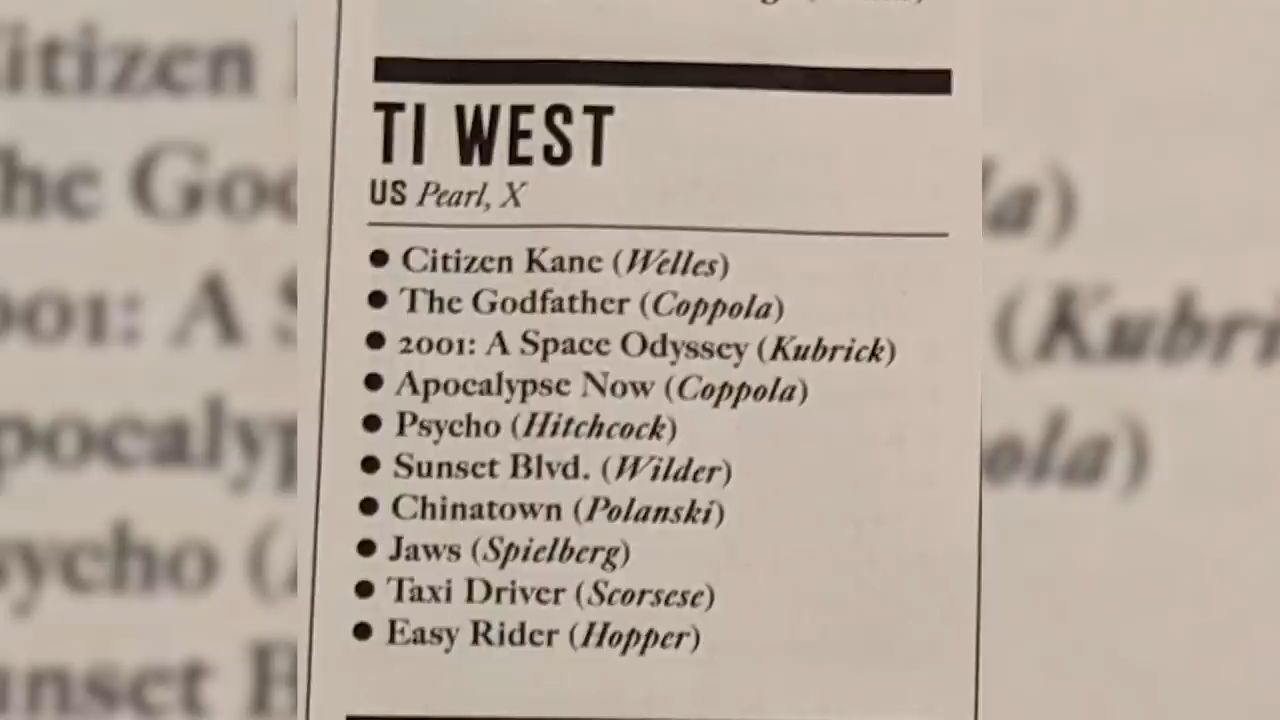 TI WEST
US Pearl, X
● Citizen Kane (Welles)
● The Godfather (Coppola)
● 2001: A Space Odyssey (Kubrick)
● Apocalypse Now (Coppola)
● Psycho (Hitchcock)
● Sunset Blvd. (Wilder)
● Chinatown (Polanski)
● Jaws (Spielberg)
● Taxi Driver (Scorsese)
● Easy Rider (Hopper)